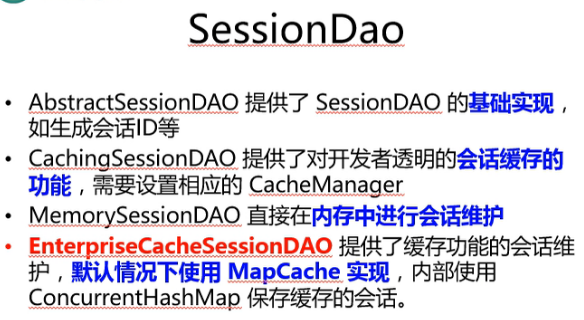 SessionDao
• AbstractSessionDAO 提供了 SessionDAO 的基础实现，
如生成会话ID等
• CachingSessionDAO 提供了对开发者透明的会话缓存的
功能，需要设置相应的 CacheManager
• MemorySessionDAO 直接在内存中进行会话维护
• EnterpriseCacheSessionDAO 提供了缓存功能的会话维
护，默认情况下使用 MapCache 实现，内部使用
ConcurrentHashMap 保存缓存的会话。